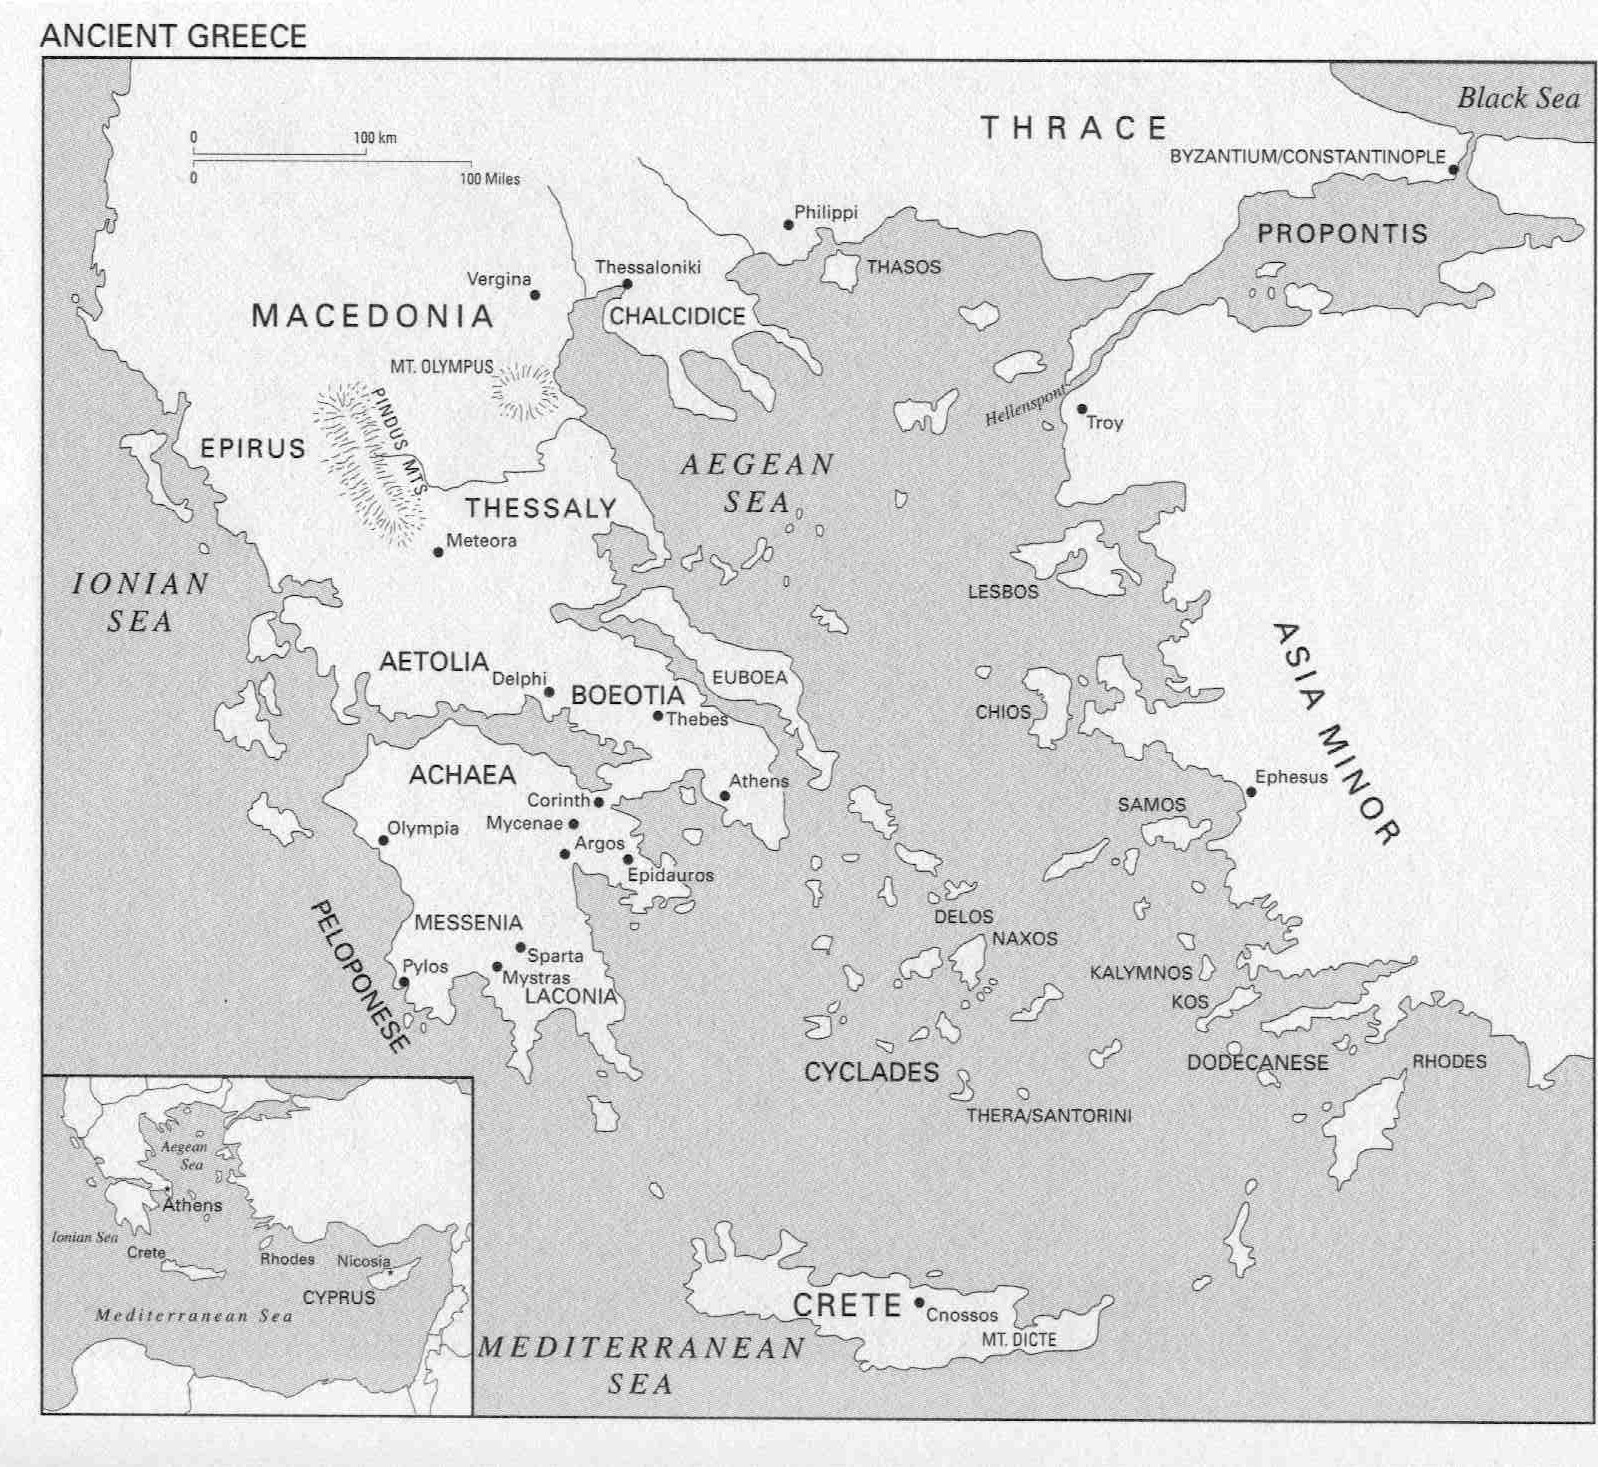 ANCIENT GREECE
Black Sea
THRACE
0 100 km
BYZANTIUM/CONSTANTINOPLE
0 100 Miles
Philippi
PROPONTIS
Thessaloniki
THASOS
Vergina
MACEDONIA
CHALCIDICE
MT. OLYMPUS
Hellenspont
PINDUS MTS.
Troy
EPIRUS
AEGEAN
SEA
THESSALY
Meteora
IONIAN
SEA
LESBOS
ASIA MINOR
AETOLIA
Delphi
EUBOEA
BOEOTIA
CHIOS
Thebes
ACHAEA
Athens
Ephesus
Corinth
SAMOS
Mycenae
Olympia
Argos
Epidauros
PELOPONESE
MESSENIA
DELOS
NAXOS
Sparta
Pylos
KALYMNOS
Mystras
LACONIA
KOS
CYCLADES
DODECANESE
RHODES
THERA/SANTORINI
Aegean
Sea
Athens
Ionian Sea
Crete
Rhodes
Nicosia
CYPRUS
Mediterranean Sea
CRETE
Cnossos
MT. DICTE
MEDITERRANEAN
SEA